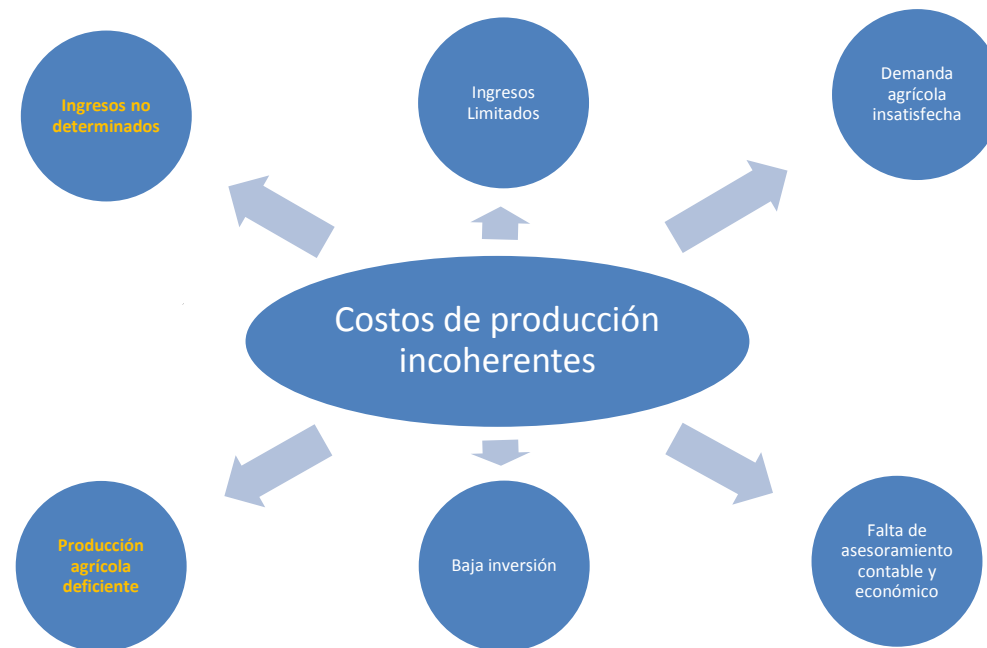 Ingresos no
determinados
Ingresos
Limitados
Demanda
agrícola
insatisfecha
Costos de producción
incoherentes
Producción
agrícola
deficiente
Baja inversión
Falta de
asesoramiento
contable y
económico